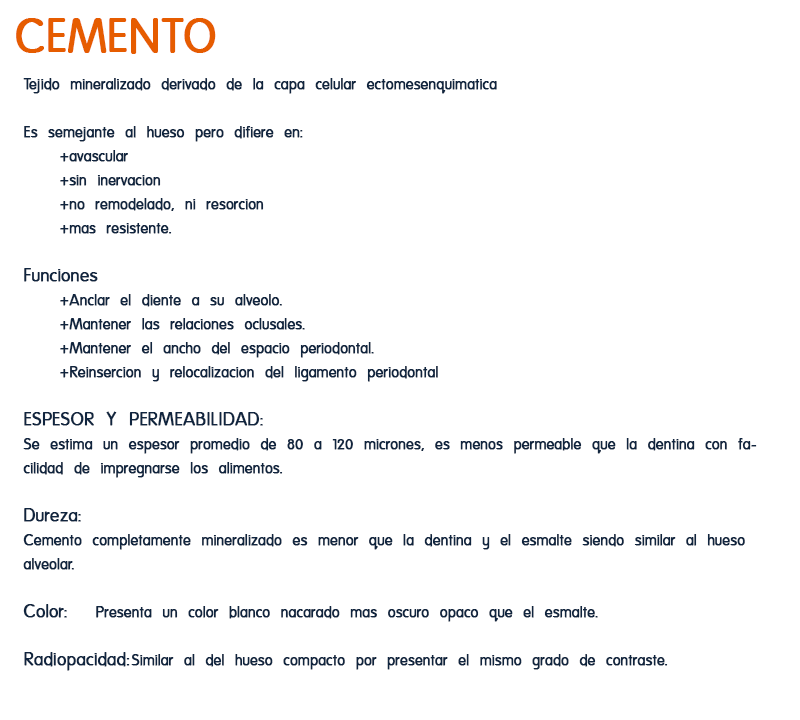 CEMENTO
Tejido mineralizado derivado de la capa celular ectomesenquimatica
Es semejante al hueso pero difiere en:
+avascular
+sin inervacion
+no remodelado, ni resorcion
+mas resistente.
Funciones
+Anclar el diente a su alveolo.
+Mantener las relaciones oclusales.
+Mantener el ancho del espacio periodontal.
+Reinsercion y relocalizacion del ligamento periodontal
ESPESOR Y PERMEABILIDAD:
Se estima un espesor promedio de 80 a 120 micrones, es menos permeable que la dentina con fa-
cilidad de impregnarse los alimentos.
Dureza:
Cemento completamente mineralizado es menor que la dentina y el esmalte siendo similar al hueso
alveolar.
Color: Presenta un color blanco nacarado mas oscuro opaco que el esmalte.
Radiopacidad:Similar al del hueso compacto por presentar el mismo grado de contraste.